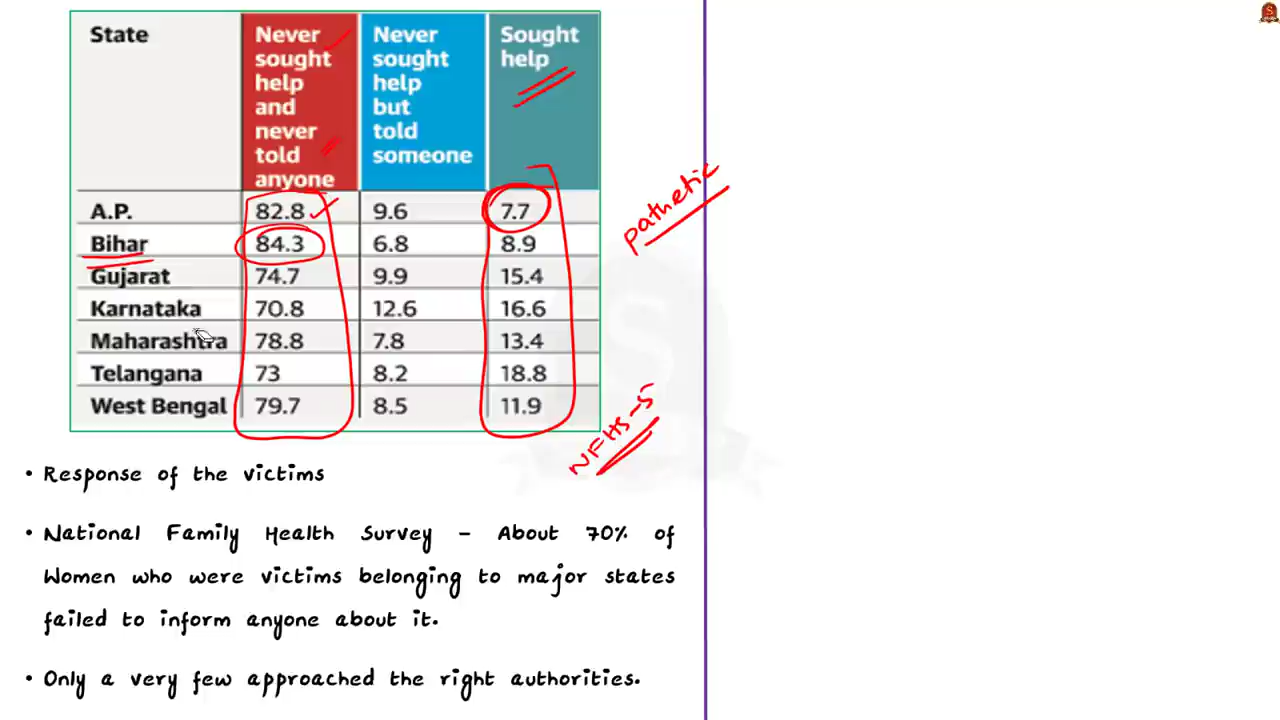 State Never sought help and never told anyone Never sought help but told someone Sought help
A.P. 82.8 9.6 7.7
Bihar 84.3 6.8 8.9
Gujarat 74.7 9.9 15.4
Karnataka 70.8 12.6 16.6
Maharashtra 78.8 7.8 13.4
Telangana 73 8.2 18.8
West Bengal 79.7 8.5 11.9
pathetic
NFHS-5
• Response of the victims
• National Family Health Survey – About 70% of
Women who were victims belonging to major states
failed to inform anyone about it.
• Only a very few approached the right authorities.